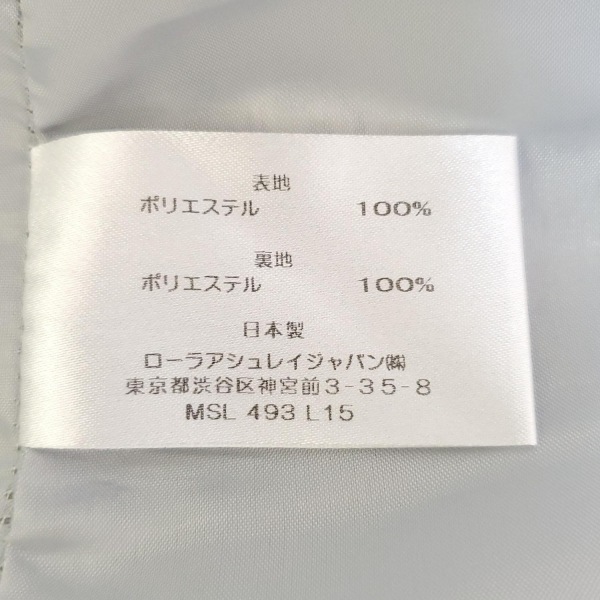 表地
ポリエステル 100%
裏地
ポリエステル 100%
日本製
ローラアシュレイジャパン㈱
東京都渋谷区神宮前3-35-8
MSL 493 L15